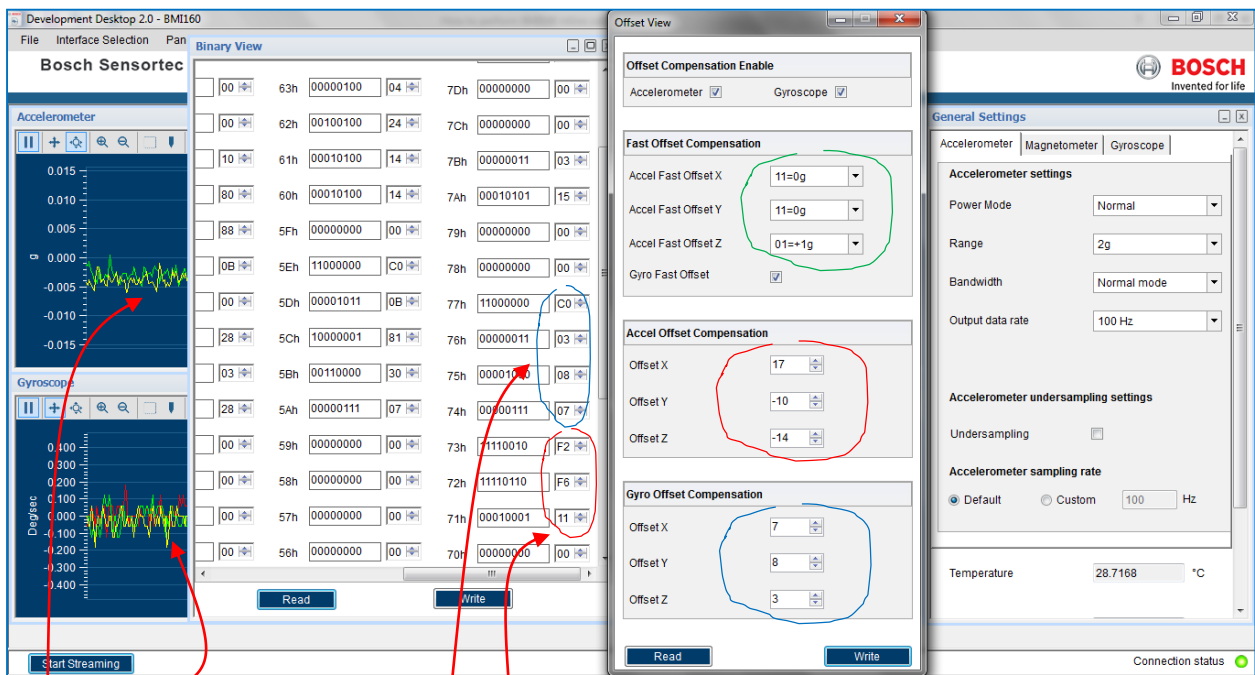 Development Desktop 2.0 - BMI160
File Interface Selection Pan
Bosch Sensortec
BOSCH
Invented for life
Accelerometer
0.015
0.010
0.005
0.000
-0.005
-0.010
-0.015
g
Gyroscope
0.400
0.300
0.200
0.100
0.000
-0.100
-0.200
-0.300
-0.400
Deg/sec
Start Streaming
Binary View
00 63h 00000100 04 7Dh 00000000 00
00 62h 00100100 24 7Ch 00000000 00
10 61h 00010100 14 7Bh 00000011 03
80 60h 00010100 14 7Ah 00010101 15
88 5Fh 00000000 00 79h 00000000 00
0B 5Eh 11000000 C0 78h 00000000 00
00 5Dh 00001011 0B 77h 11000000 C0
28 5Ch 10000001 81 76h 00000011 03
03 5Bh 00110000 30 75h 00001000 08
28 5Ah 00000111 07 74h 00000111 07
00 59h 00000000 00 73h 11110010 F2
00 58h 00000000 00 72h 11110110 F6
00 57h 00000000 00 71h 00010001 11
00 56h 00000000 00 70h 00000000 00
Read Write
Offset View
Offset Compensation Enable
Accelerometer Gyroscope
Fast Offset Compensation
Accel Fast Offset X 11=0g
Accel Fast Offset Y 11=0g
Accel Fast Offset Z 01=+1g
Gyro Fast Offset
Accel Offset Compensation
Offset X 17
Offset Y -10
Offset Z -14
Gyro Offset Compensation
Offset X 7
Offset Y 8
Offset Z 3
Read Write
General Settings
Accelerometer Magnetometer Gyroscope
Accelerometer settings
Power Mode Normal
Range 2g
Bandwidth Normal mode
Output data rate 100 Hz
Accelerometer undersampling settings
Undersampling
Accelerometer sampling rate
Default Custom 100 Hz
Temperature 28.7168 °C
Connection status